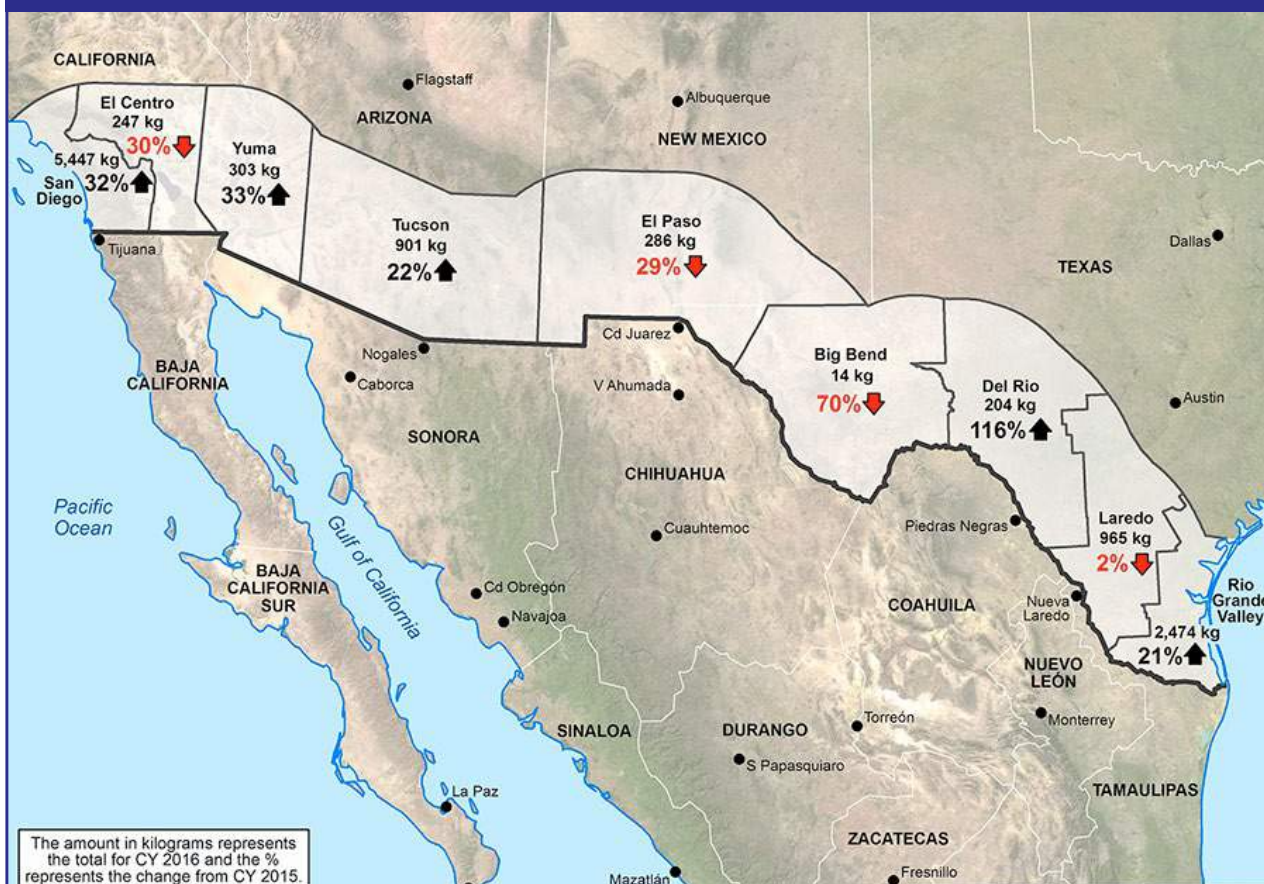 CALIFORNIA
El Centro
247 kg
30%
5,447 kg
32%
San
Diego
Yuma
303 kg
33%
Flagstaff
ARIZONA
Albuquerque
NEW MEXICO
Tucson
901 kg
22%
El Paso
286 kg
29%
Dallas
TEXAS
Tijuana
Cd Juarez
Nogales
Caborca
V Ahumada
BAJA
CALIFORNIA
SONORA
Big Bend
14 kg
70%
Del Rio
204 kg
116%
Austin
CHIHUAHUA
Pacific
Ocean
Gulf of California
Cuauhtemoc
Piedras Negras
Laredo
965 kg
2%
BAJA
CALIFORNIA
SUR
Cd Obregón
Navajoa
COAHUILA
Nueva
Laredo
Rio
Grande
Valley
2,474 kg
21%
NUEVO
LEÓN
SINALOA
DURANGO
Torreón
Monterrey
S Papasquiaro
La Paz
TAMAULIPAS
ZACATECAS
Mazatlán
Fresnillo
The amount in kilograms represents
the total for CY 2016 and the %
represents the change from CY 2015.